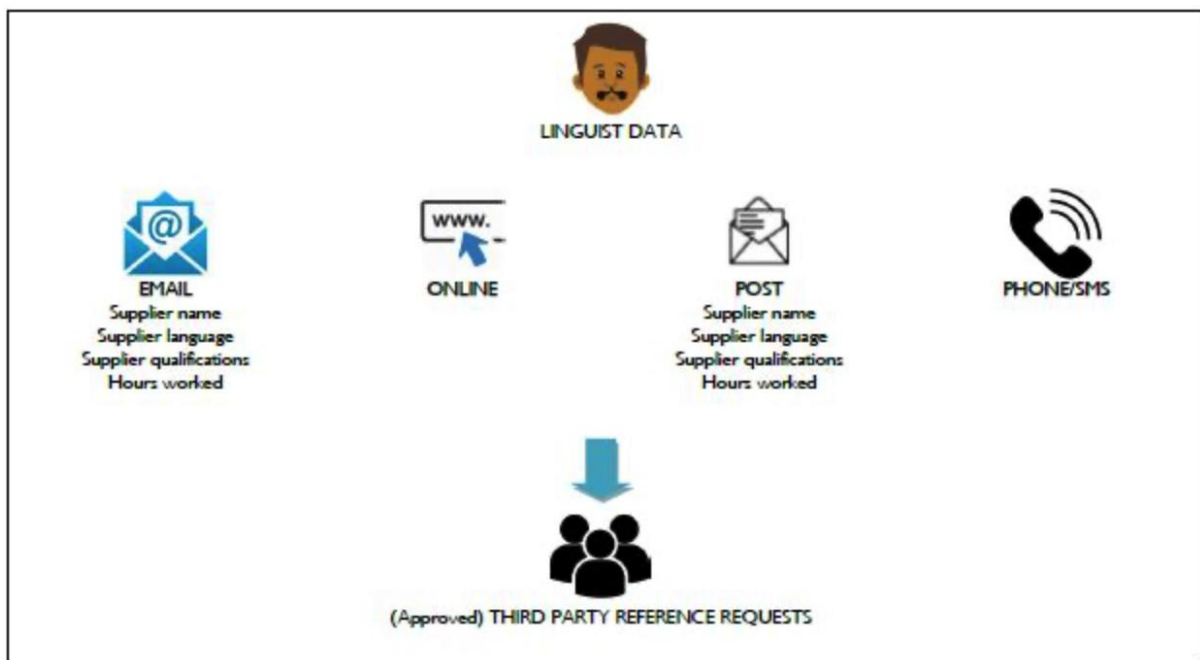 LINGUIST DATA
@
EMAIL
Supplier name
Supplier language
Supplier qualifications
Hours worked
www.
ONLINE
POST
Supplier name
Supplier language
Supplier qualifications
Hours worked
PHONE/SMS
(Approved) THIRD PARTY REFERENCE REQUESTS